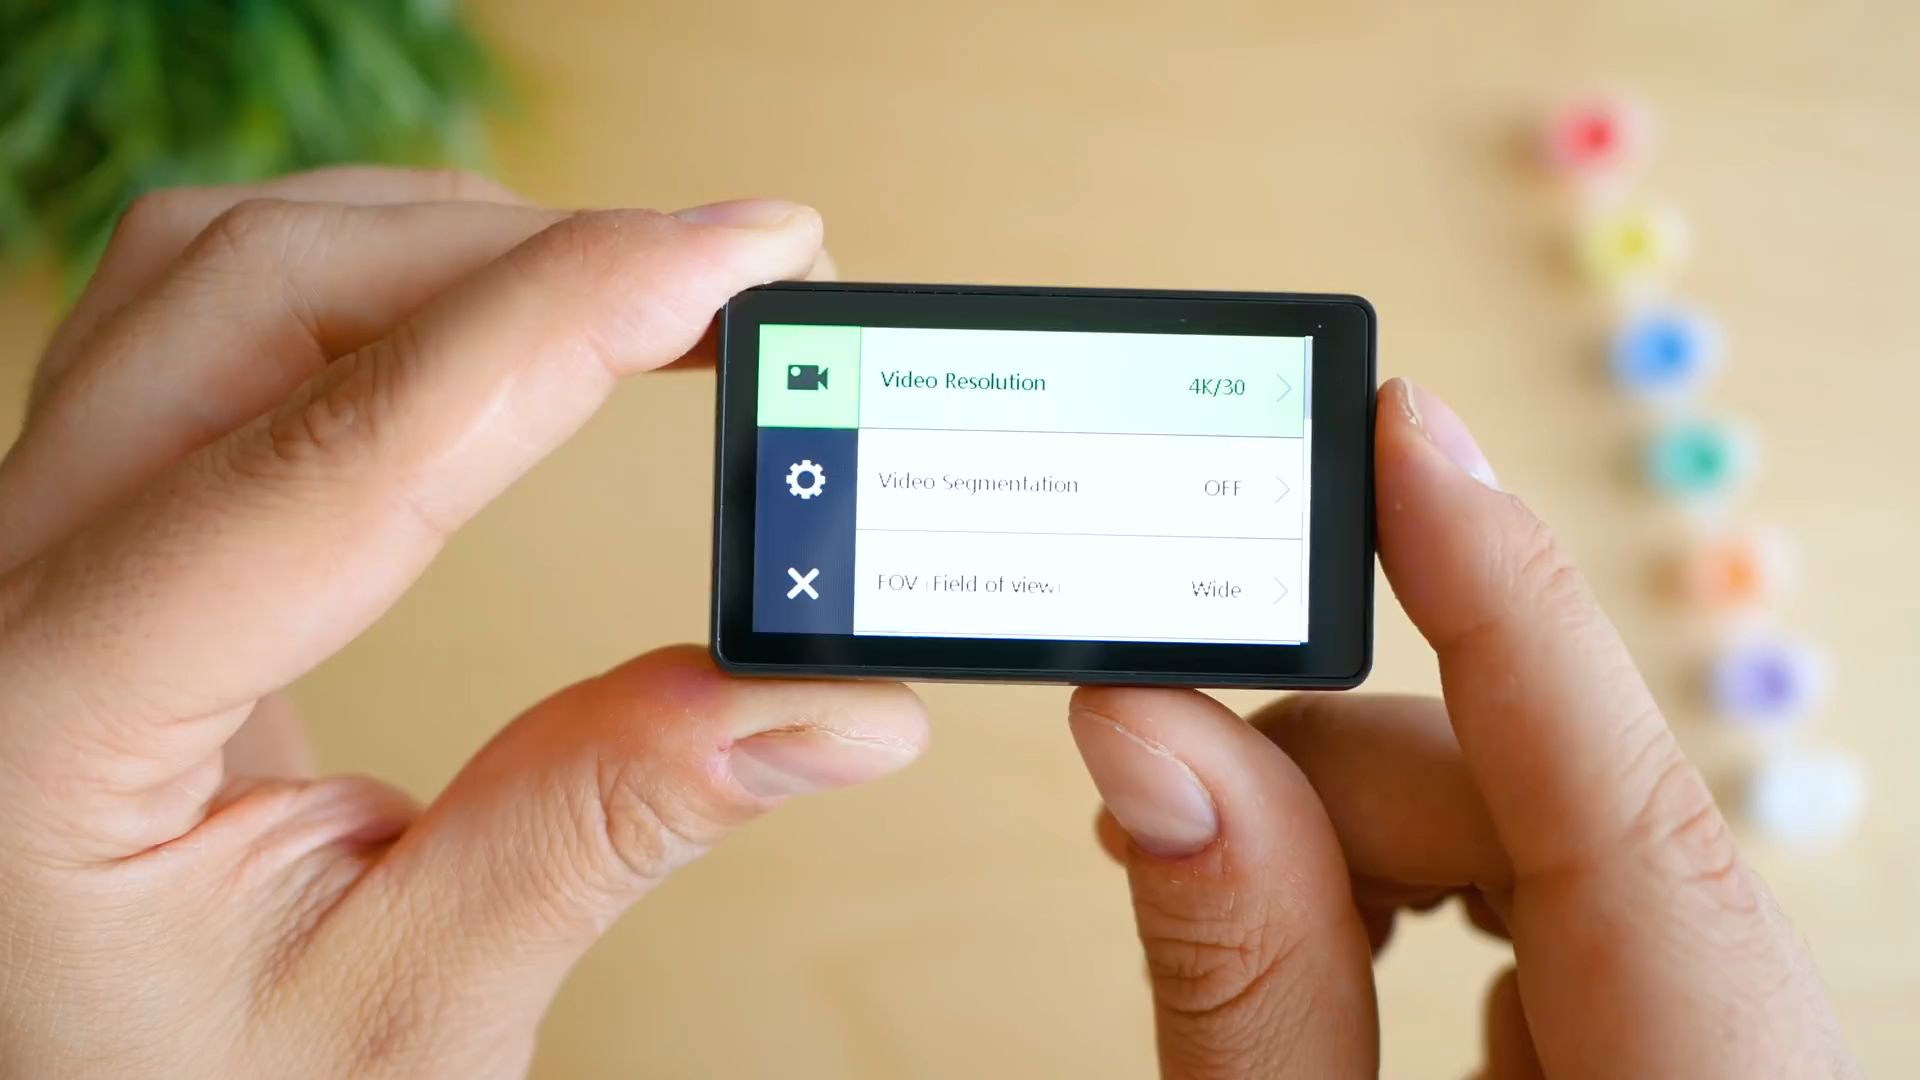 Video Resolution 4K/30
Video Segmentation OFF
FOV (Field of view) Wide